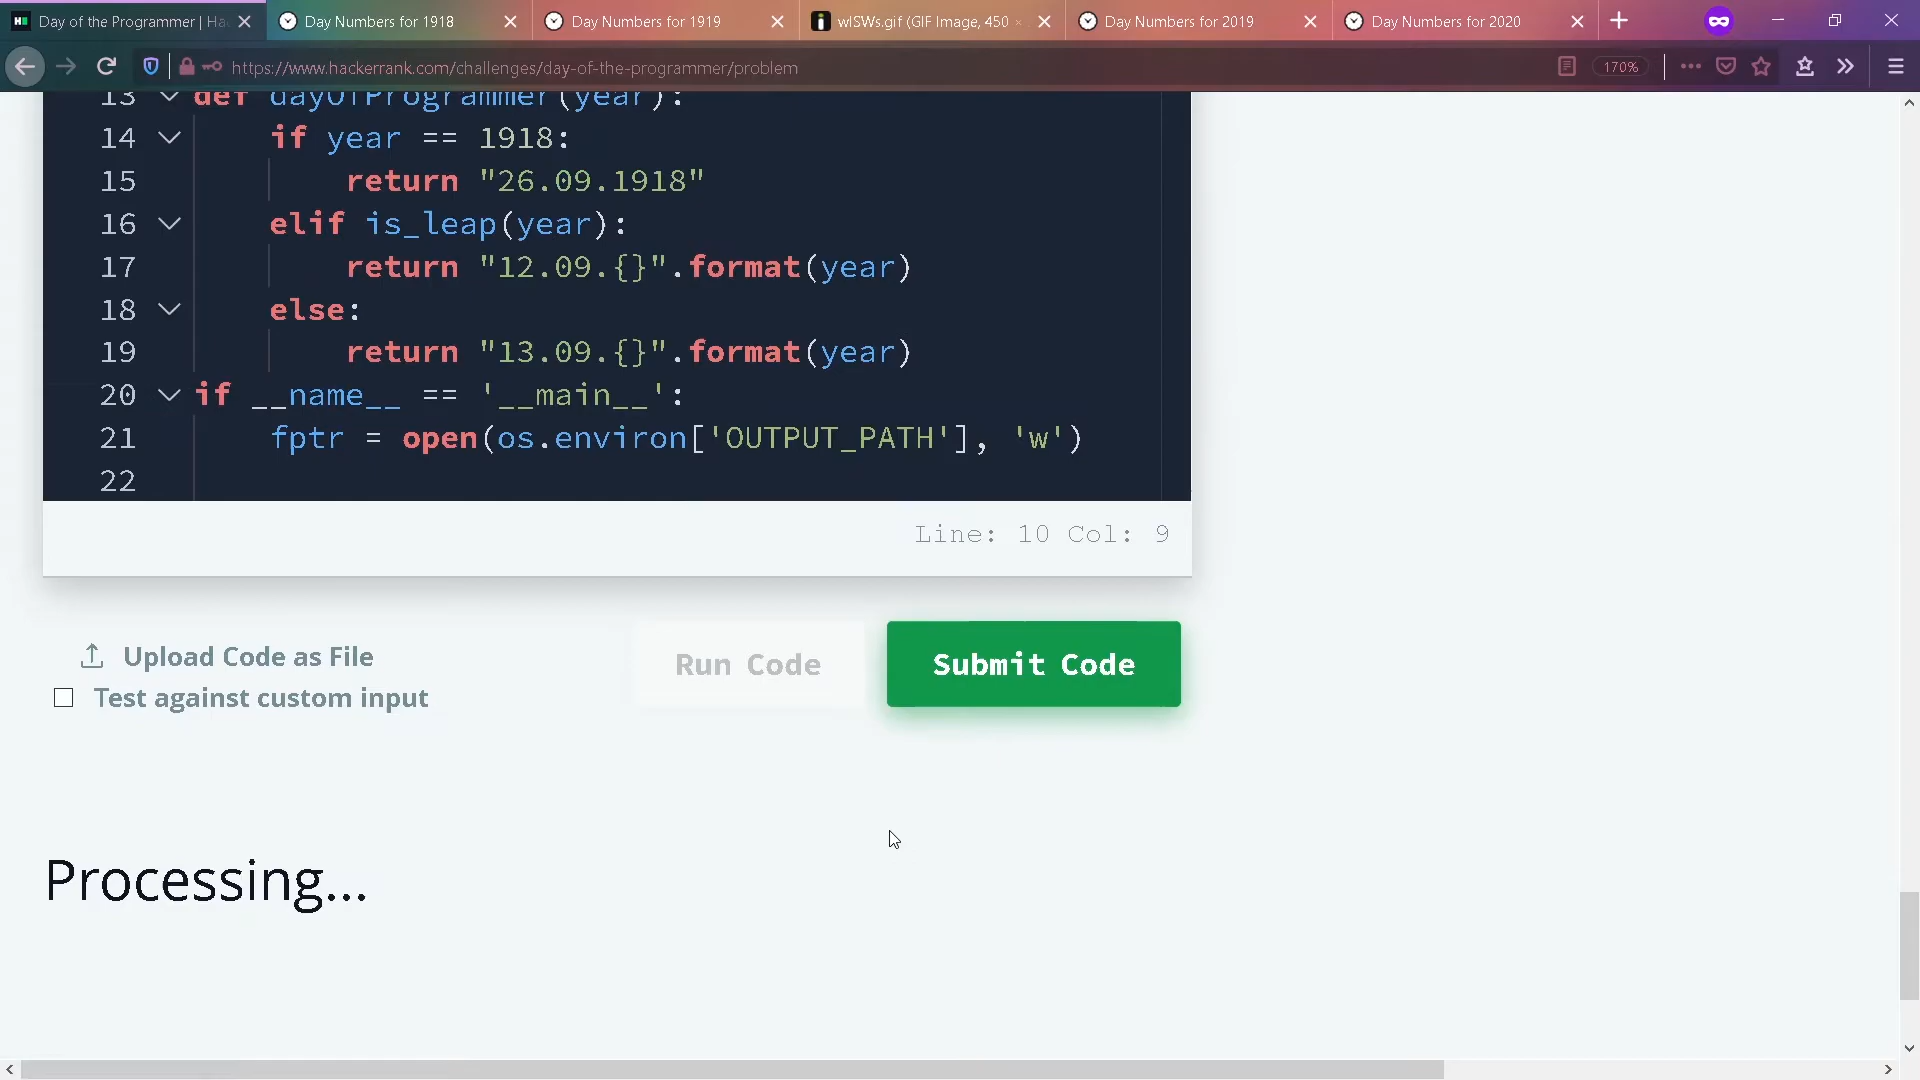 Day of the Programmer | Ha
Day Numbers for 1918
Day Numbers for 1919
wlSWs.gif (GIF Image, 450 ×
Day Numbers for 2019
Day Numbers for 2020
https://www.hackerrank.com/challenges/day-of-the-programmer/problem
170%
13 def dayOfProgrammer(year):
14 if year == 1918:
15 return "26.09.1918"
16 elif is_leap(year):
17 return "12.09.{}".format(year)
18 else:
19 return "13.09.{}".format(year)
20 if __name__ == '__main__':
21 fptr = open(os.environ['OUTPUT_PATH'], 'w')
22
Line: 10 Col: 9
Upload Code as File
Test against custom input
Run Code
Submit Code
Processing...